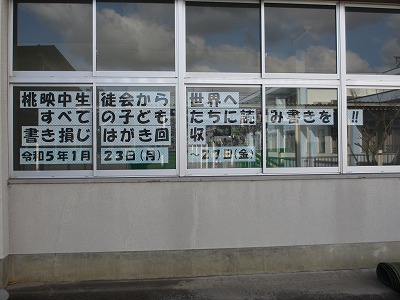 桃映中生徒会から世界へ
すべての子どもたちに読み書きを!!
書き損じはがき回収
令和5年1月23日(月)~27日(金)